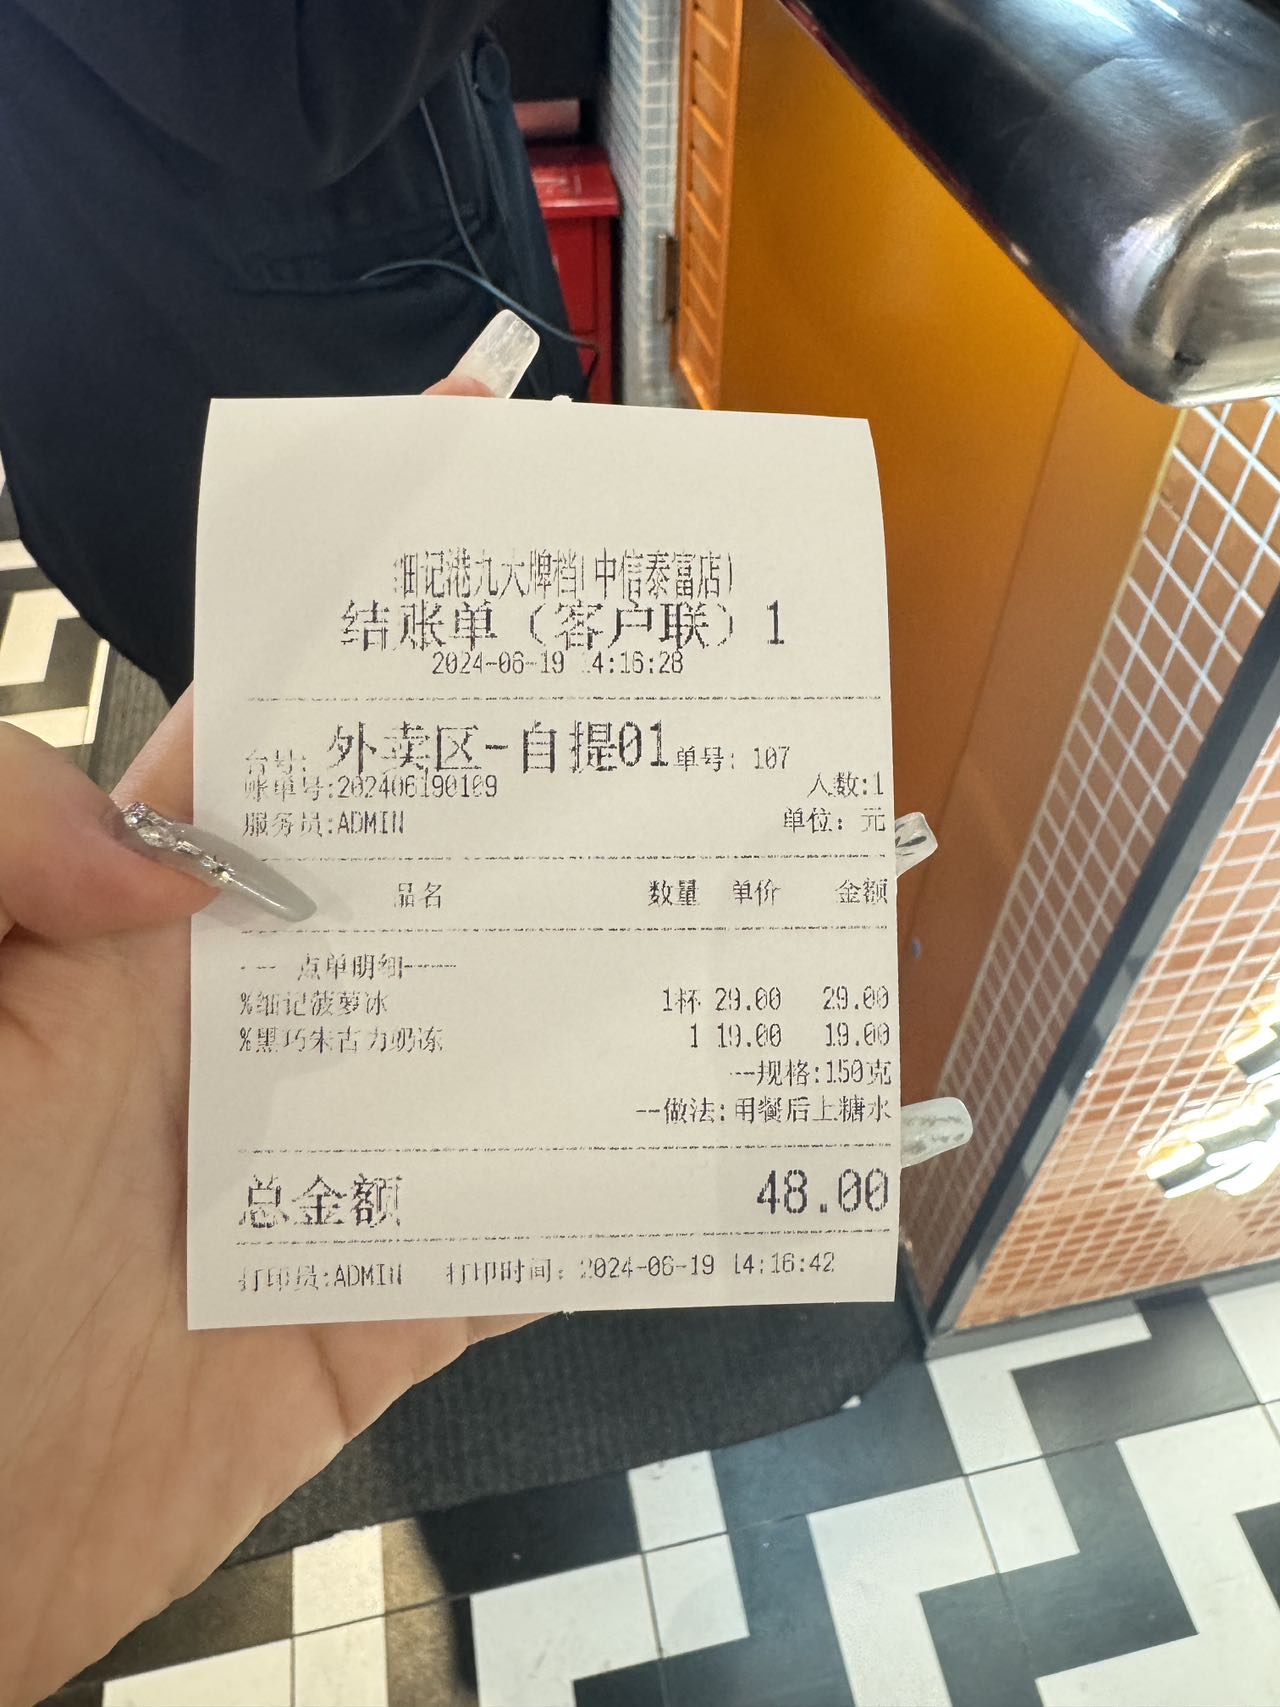 细记港九大牌档(中信泰富店)
结账单（客户联）1
2024-06-19 14:16:28
台号: 外卖区-自提01 单号: 107
账单号:202406190109 人数:1
服务员:ADMIN 单位: 元
品名 数量 单价 金额
--- 点单明细-----
%细记菠萝冰 1杯 29.00 29.00
%黑巧朱古力奶冻 1 19.00 19.00
--规格:150克
--做法:用餐后上糖水
总金额 48.00
打印员:ADMIN 打印时间: 2024-06-19 14:16:42